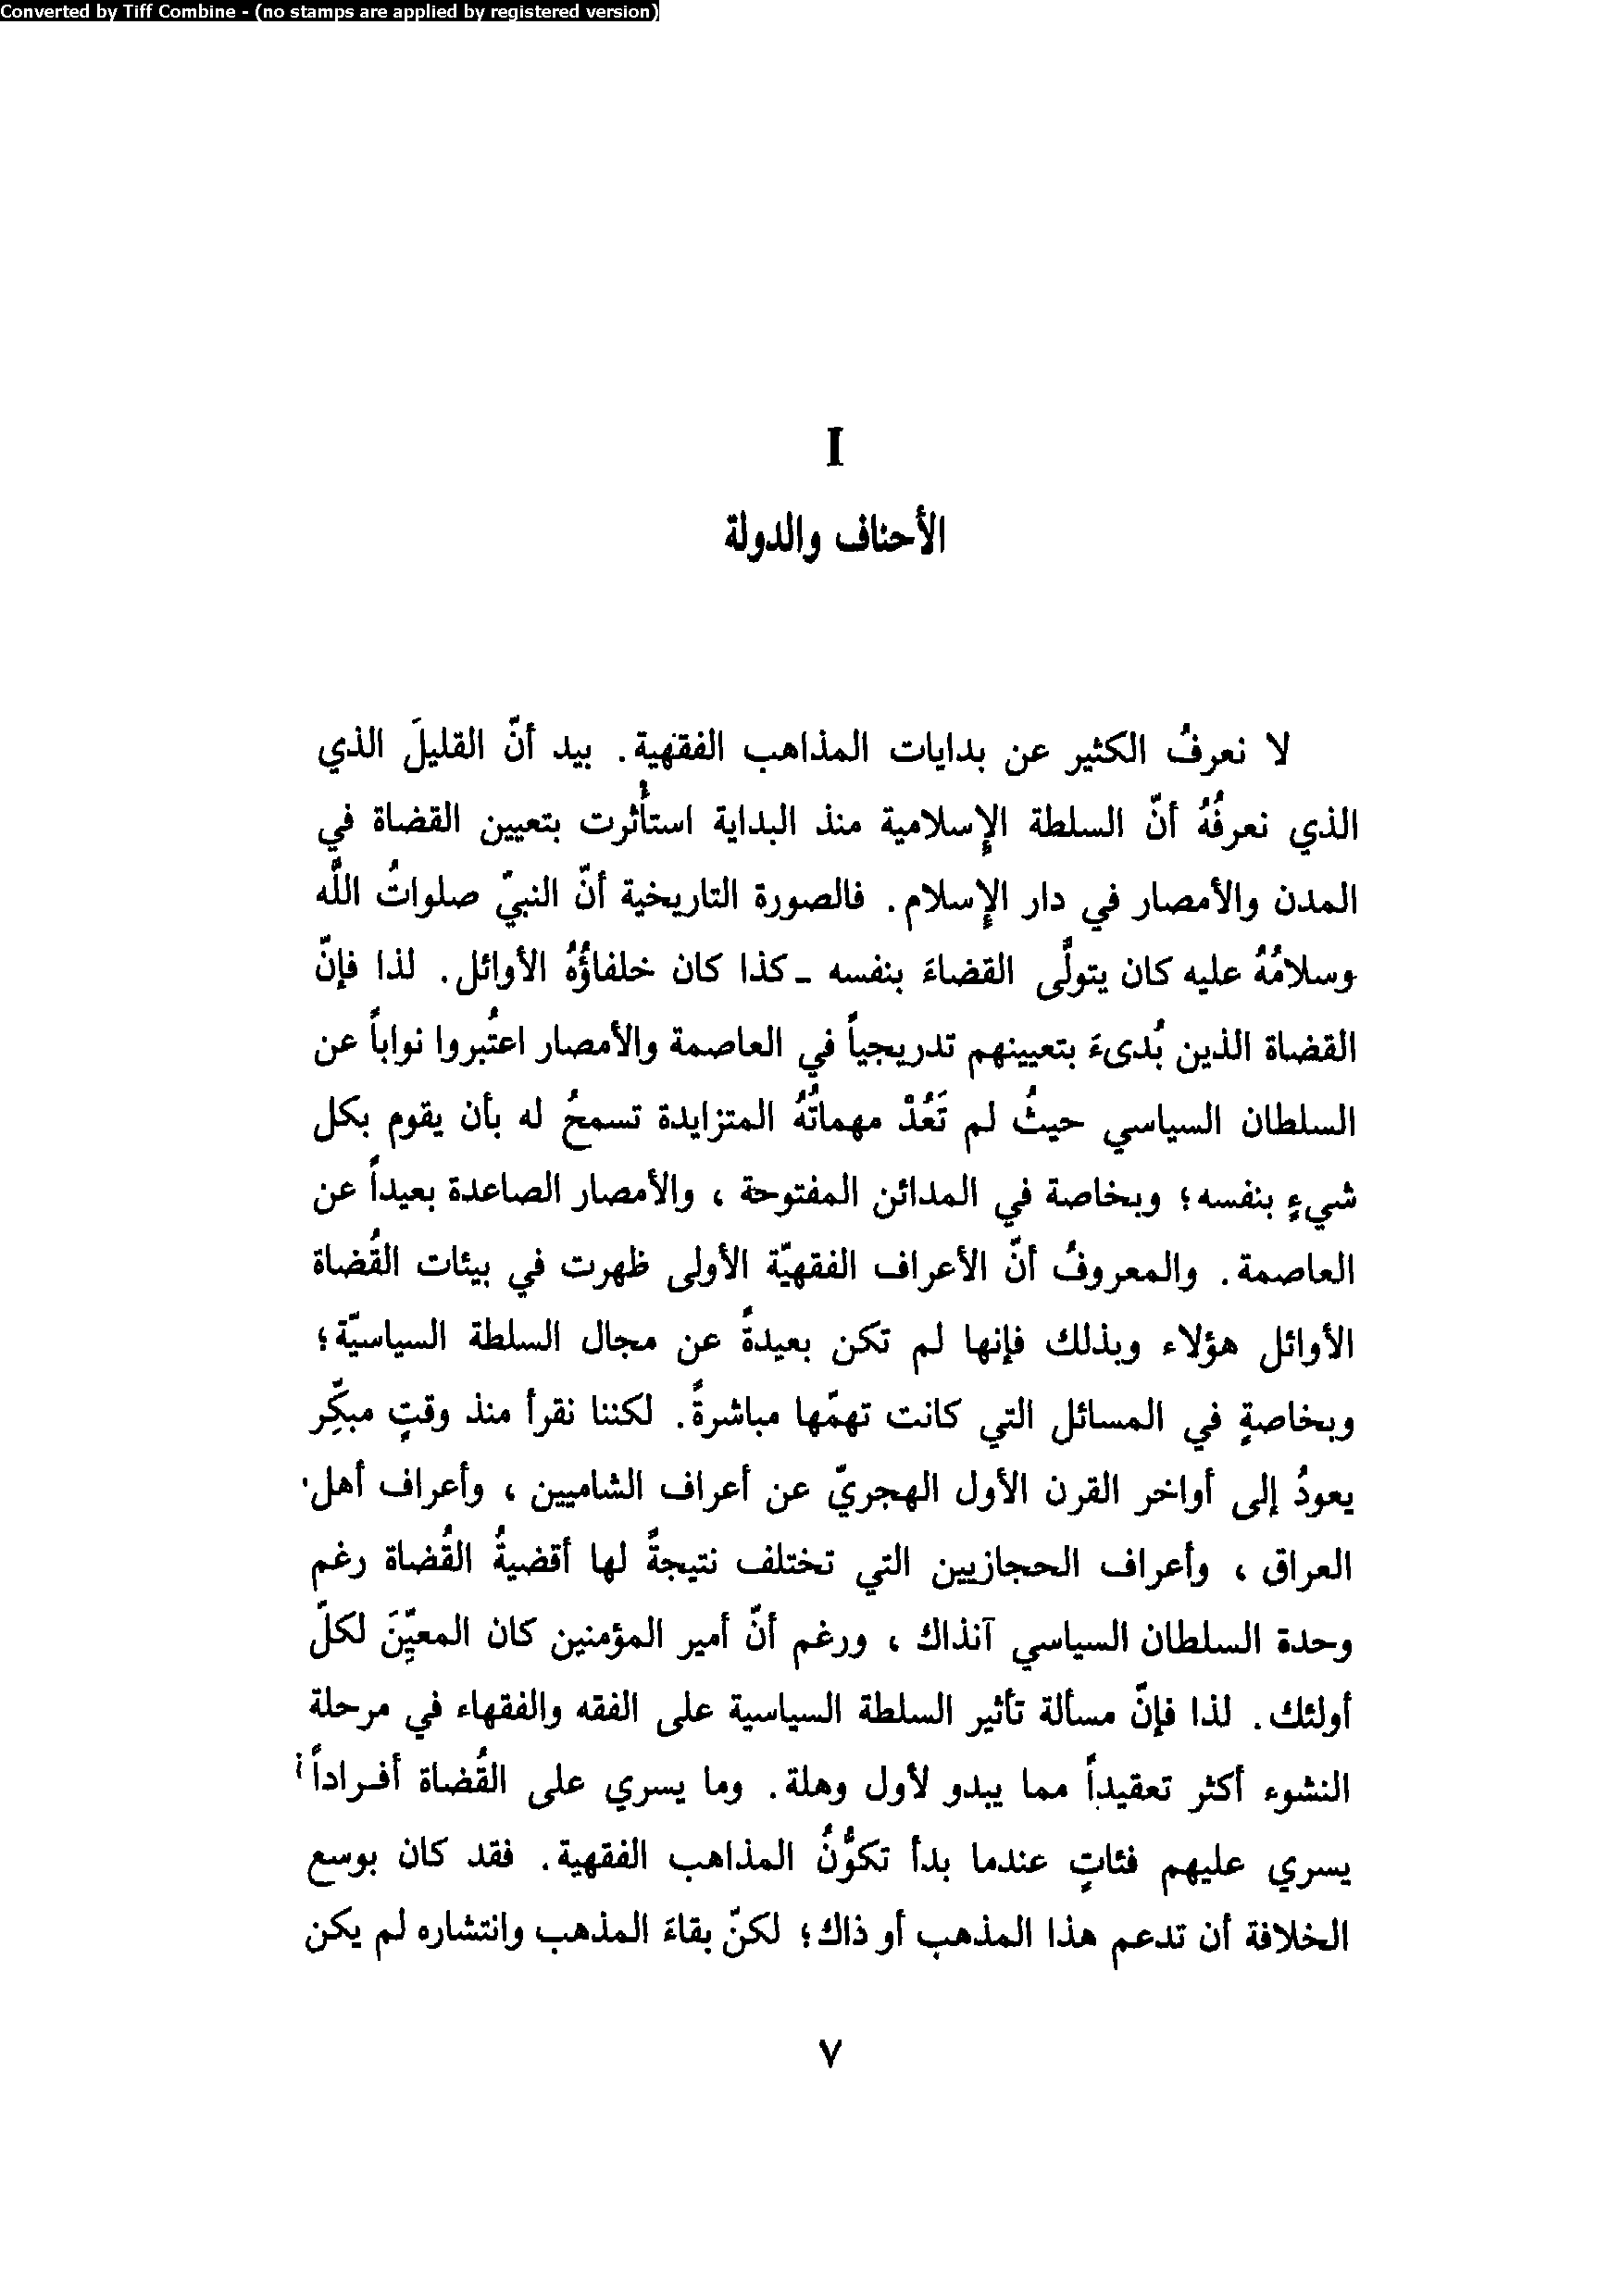 Converted by Tiff Combine - (no stamps are applied by registered version)
I
الأحناف والدولة
لا نعرفُ الكثير عن بدايات المذاهب الفقهية. بيد أنّ القليلَ الذي
الذي نعرفُهُ أنّ السلطة الإسلامية منذ البداية استأثرت بتعيين القضاة في
المدن والأمصار في دار الإسلام. فالصورة التاريخية أنّ النبيّ صلواتُ اللَّه
وسلامُهُ عليه كان يتولَّى القضاءَ بنفسه ـ كذا كان خلفاؤُهُ الأوائل. لذا فإنّ
القضاة الذين بُدىءَ بتعيينهم تدريجياً في العاصمة والأمصار اعتُبروا نواباً عن
السلطان السياسي حيثُ لم تَعُدْ مهماتُهُ المتزايدة تسمحُ له بأن يقوم بكل
شيءٍ بنفسه؛ وبخاصة في المدائن المفتوحة ، والأمصار الصاعدة بعيداً عن
العاصمة. والمعروفُ أنّ الأعراف الفقهيّة الأولى ظهرت في بيئات القُضاة
الأوائل هؤلاء وبذلك فإنها لم تكن بعيدةً عن مجال السلطة السياسيّة؛
وبخاصةٍ في المسائل التي كانت تهمّها مباشرةً. لكننا نقرأ منذ وقتٍ مبكِّر
يعودُ إلى أواخر القرن الأول الهجريّ عن أعراف الشاميين ، وأعراف أهل
العراق ، وأعراف الحجازيين التي تختلف نتيجةً لها أقضيةُ القُضاة رغم
وحدة السلطان السياسي آنذاك ، ورغم أنّ أمير المؤمنين كان المعيِّنَ لكلّ
أولئك. لذا فإنّ مسألة تأثير السلطة السياسية على الفقه والفقهاء في مرحلة
النشوء أكثر تعقيداً مما يبدو لأول وهلة. وما يسري على القُضاة أفراداً؛
يسري عليهم فئاتٍ عندما بدأ تكوُّنُ المذاهب الفقهية. فقد كان بوسع
الخلافة أن تدعم هذا المذهب أو ذاك؛ لكنّ بقاءَ المذهب وانتشاره لم يكن
٧